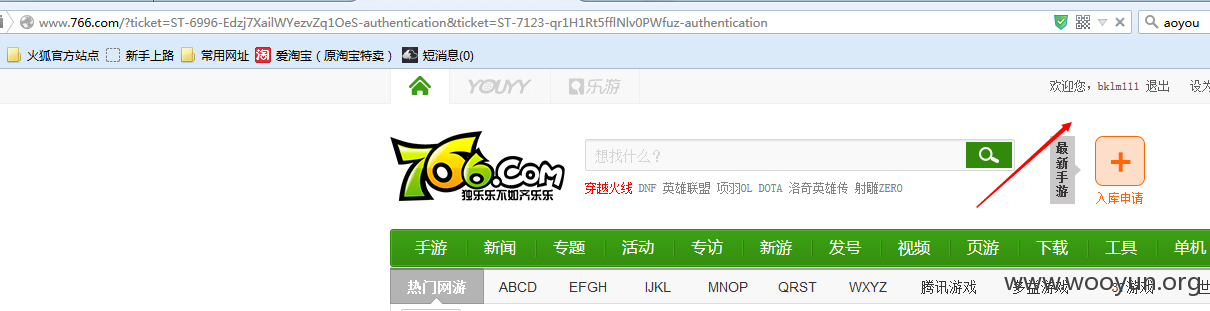 www.766.com/?ticket=ST-6996-Edzj7XailWYezvZq1OeS-authentication&ticket=ST-7123-qr1H1Rt5fflNlv0PWfuz-authentication
aoyou
火狐官方站点 新手上路 常用网址 淘 爱淘宝（原淘宝特卖） 短消息(0)
YOUYY 乐游 欢迎您，bklm111 退出 设为
766.com
独乐乐不如齐乐乐
想找什么？
穿越火线 DNF 英雄联盟 项羽OL DOTA 洛奇英雄传 射雕ZERO
最新手游
入库申请
手游 新闻 专题 活动 专访 新游 发号 视频 页游 下载 工具 单机
热门网游 ABCD EFGH IJKL MNOP QRST WXYZ 腾讯游戏 多益游戏 37游戏 世
www.wooyun.org